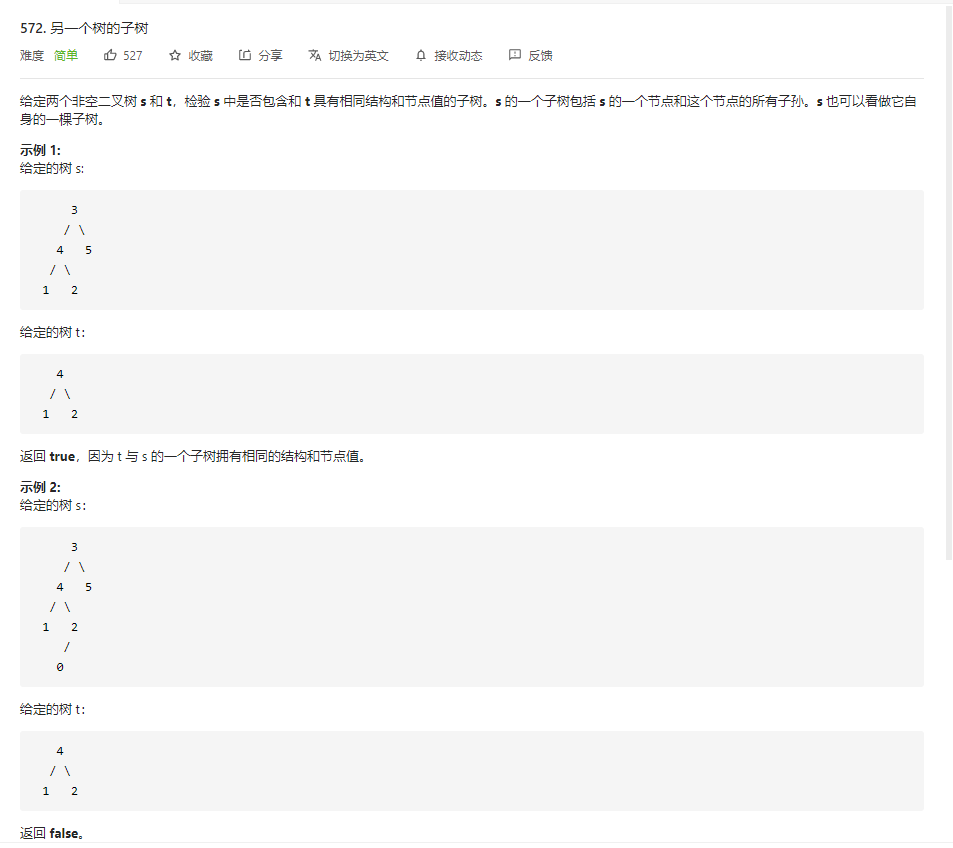 572. 另一个树的子树
难度 简单 527 收藏 分享 切换为英文 接收动态 反馈
给定两个非空二叉树 s 和 t，检验 s 中是否包含和 t 具有相同结构和节点值的子树。s 的一个子树包括 s 的一个节点和这个节点的所有子孙。s 也可以看做它自
身的一棵子树。
示例 1:
给定的树 s:
3
/ \
4 5
/ \
1 2
给定的树 t:
4
/ \
1 2
返回 true，因为 t 与 s 的一个子树拥有相同的结构和节点值。
示例 2:
给定的树 s：
3
/ \
4 5
/ \
1 2
/
0
给定的树 t：
4
/ \
1 2
返回 false。